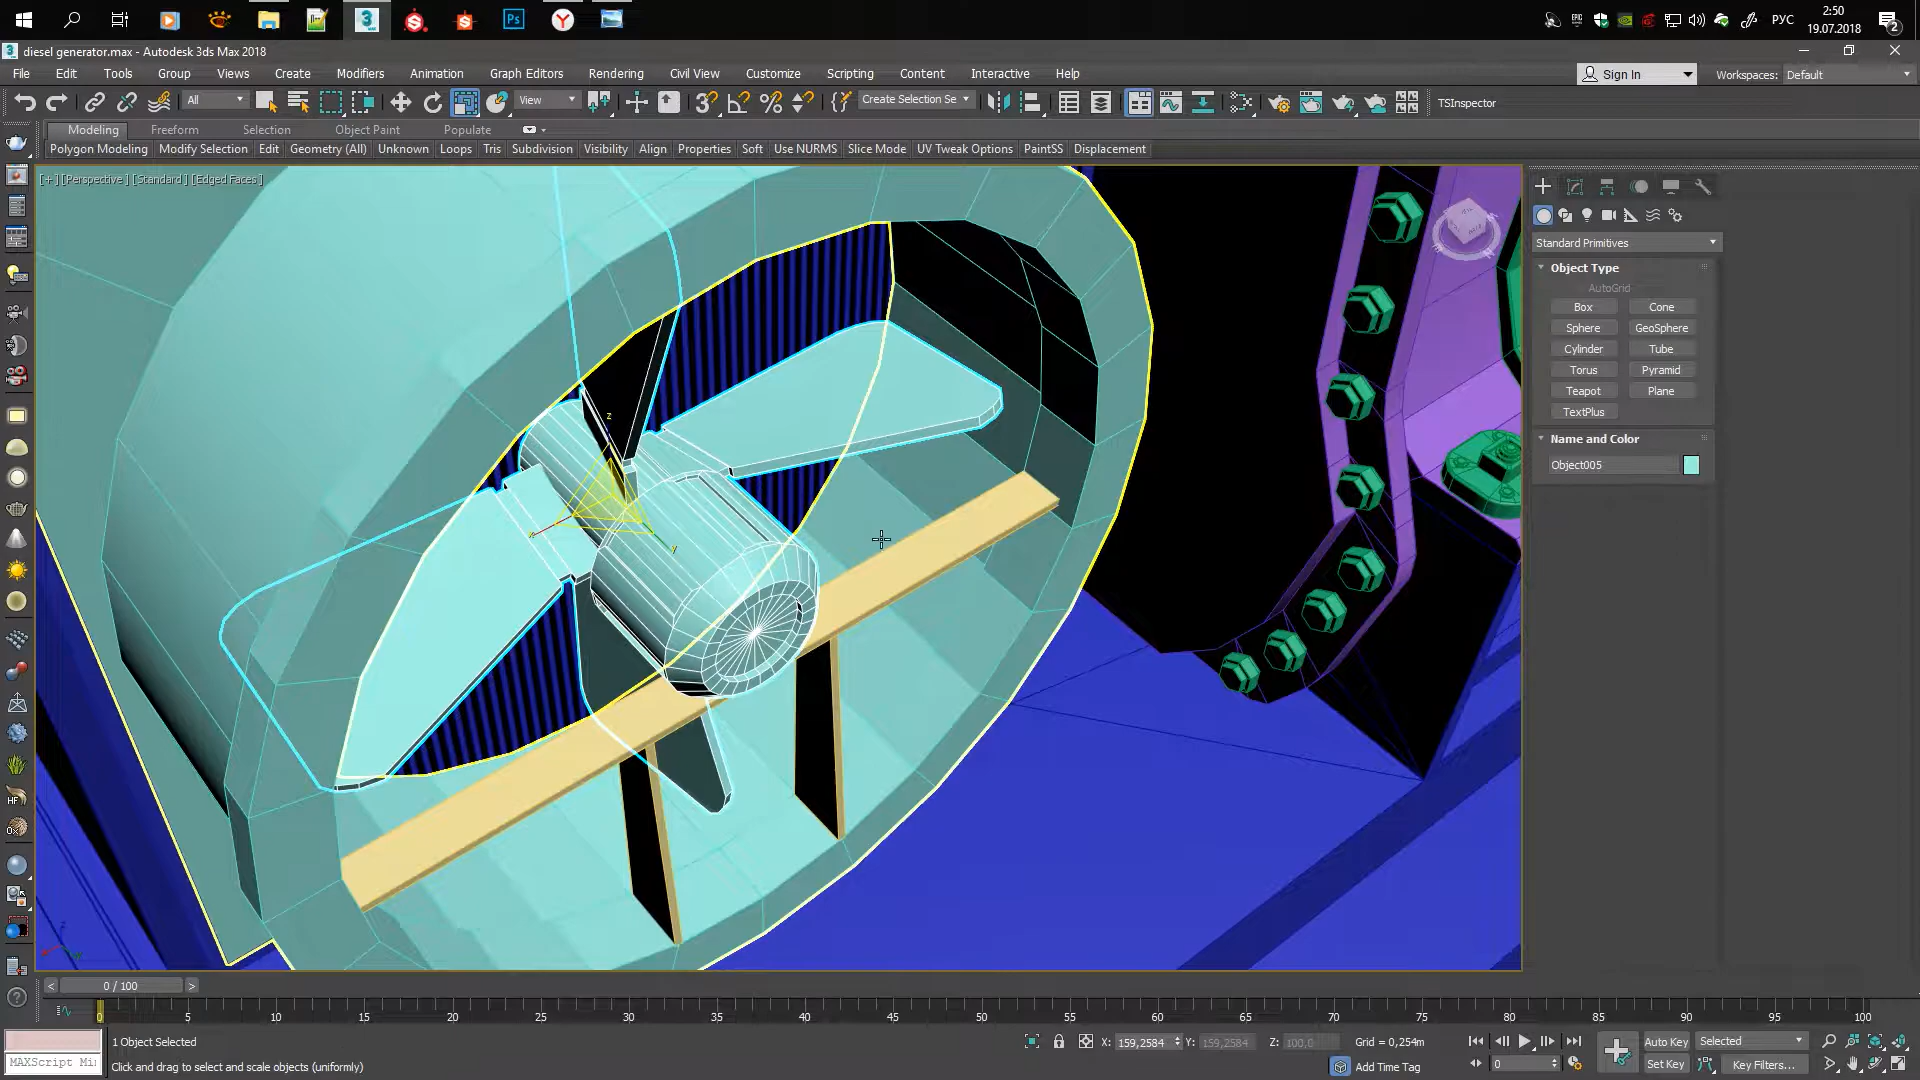 Ps
Y
РУС
2:50
19.07.2018
2
3
diesel generator.max - Autodesk 3ds Max 2018
File Edit Tools Group Views Create Modifiers Animation Graph Editors Rendering Civil View Customize Scripting Content Interactive Help
Sign In
Workspaces: Default
All
View
Create Selection Se
TSInspector
Modeling Freeform Selection Object Paint Populate
Polygon Modeling Modify Selection Edit Geometry (All) Unknown Loops Tris Subdivision Visibility Align Properties Soft Use NURMS Slice Mode UV Tweak Options PaintSS Displacement
[+] [Perspective] [Standard] [Edged Faces]
Standard Primitives
Object Type
AutoGrid
Box Cone
Sphere GeoSphere
Cylinder Tube
Torus Pyramid
Teapot Plane
TextPlus
Name and Color
Object005
z
x
y
HF
< 0 / 100 >
0 5 10 15 20 25 30 35 40 45 50 55 60 65 70 75 80 85 90 95 100
1 Object Selected
X: 159,2584 Y: 159,2584 Z: 100,0 Grid = 0,254m
Auto Key Selected
MAXScript Mi
Click and drag to select and scale objects (uniformly)
Add Time Tag
0
Set Key Key Filters...